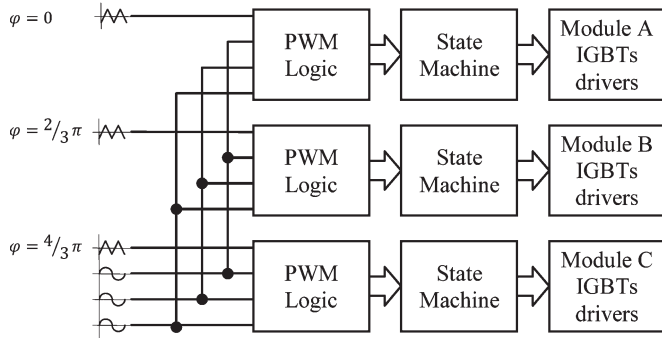 φ = 0
PWM
Logic
State
Machine
Module A
IGBTs
drivers
φ = 2/3 π
PWM
Logic
State
Machine
Module B
IGBTs
drivers
φ = 4/3 π
PWM
Logic
State
Machine
Module C
IGBTs
drivers